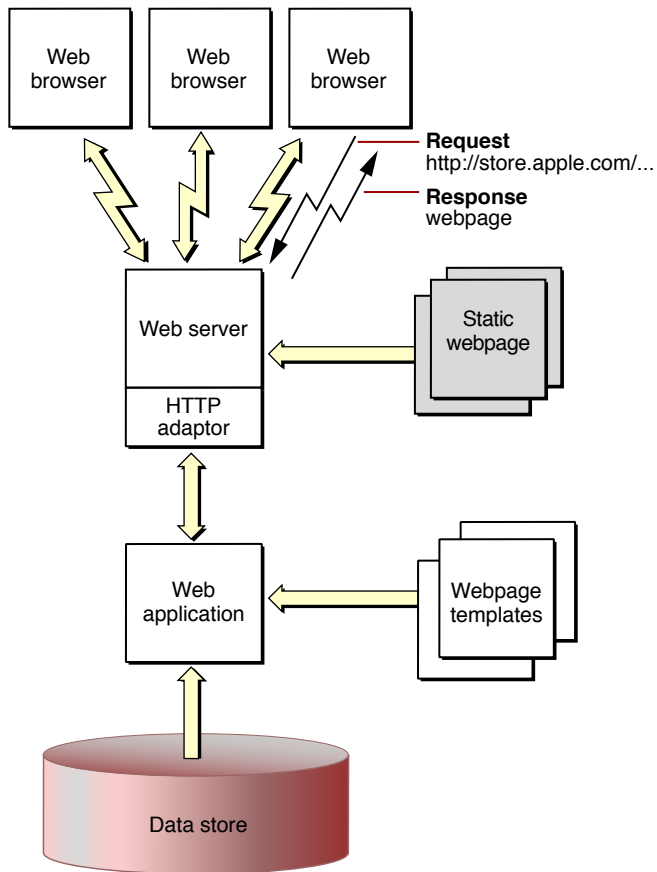 Web
browser
Web
browser
Web
browser
Request
http://store.apple.com/...
Response
webpage
Web server
Static
webpage
HTTP
adaptor
Web
application
Webpage
templates
Data store